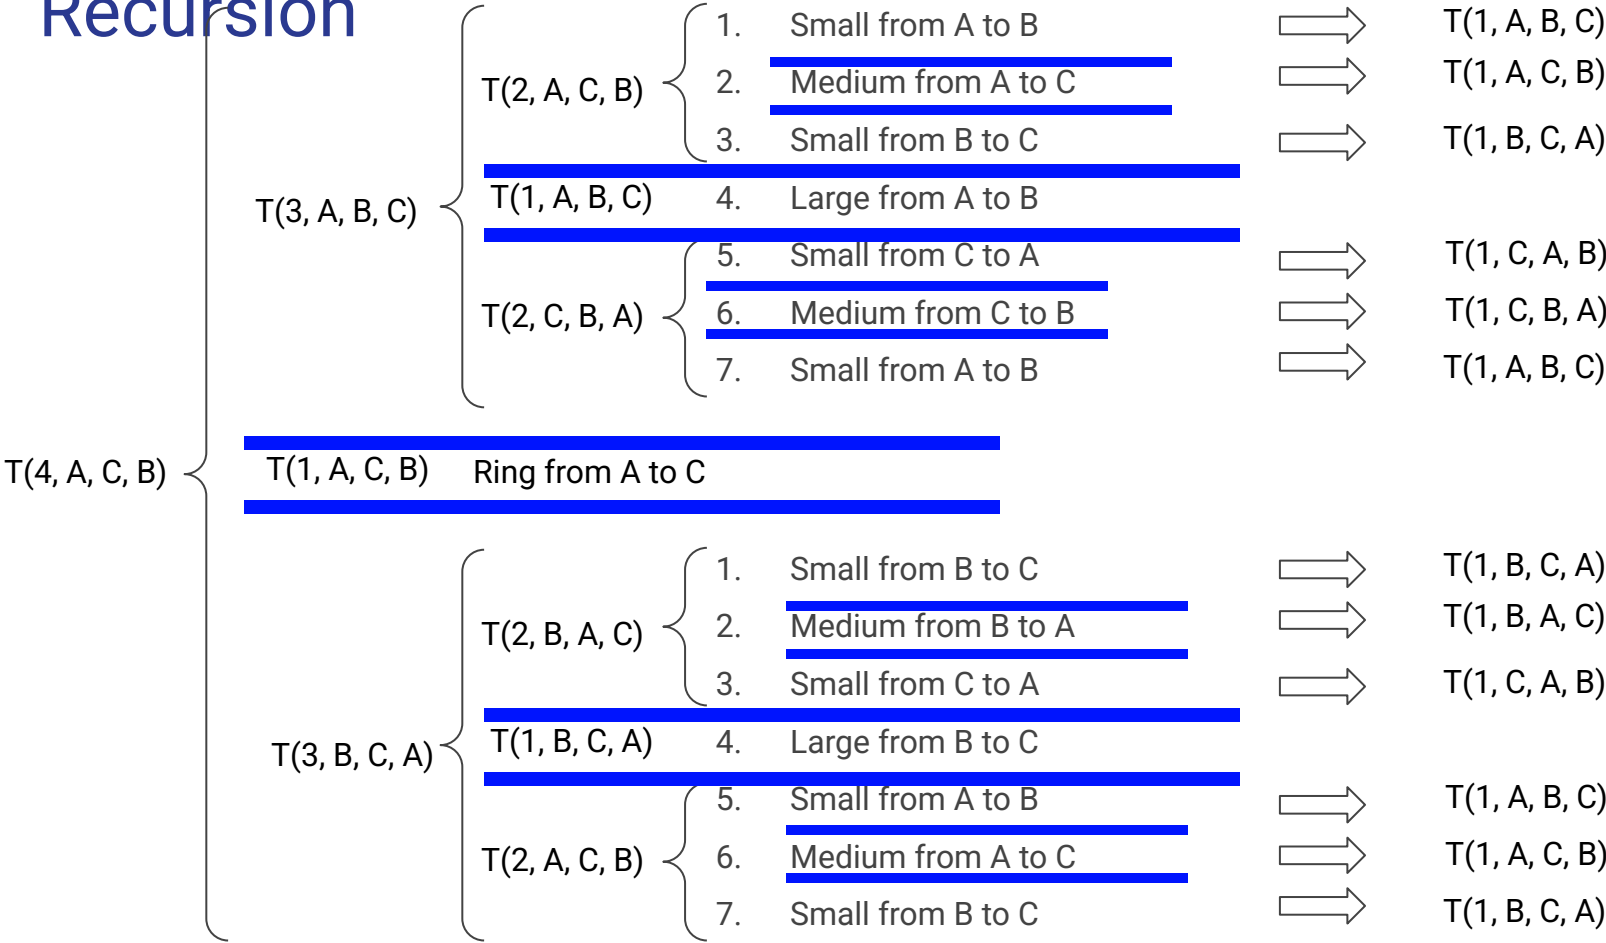 Recursion
1. Small from A to B T(1, A, B, C)
T(2, A, C, B) 2. Medium from A to C T(1, A, C, B)
3. Small from B to C T(1, B, C, A)
T(3, A, B, C) T(1, A, B, C) 4. Large from A to B
5. Small from C to A T(1, C, A, B)
T(2, C, B, A) 6. Medium from C to B T(1, C, B, A)
7. Small from A to B T(1, A, B, C)
T(4, A, C, B) T(1, A, C, B) Ring from A to C
1. Small from B to C T(1, B, C, A)
T(2, B, A, C) 2. Medium from B to A T(1, B, A, C)
3. Small from C to A T(1, C, A, B)
T(3, B, C, A) T(1, B, C, A) 4. Large from B to C
5. Small from A to B T(1, A, B, C)
T(2, A, C, B) 6. Medium from A to C T(1, A, C, B)
7. Small from B to C T(1, B, C, A)